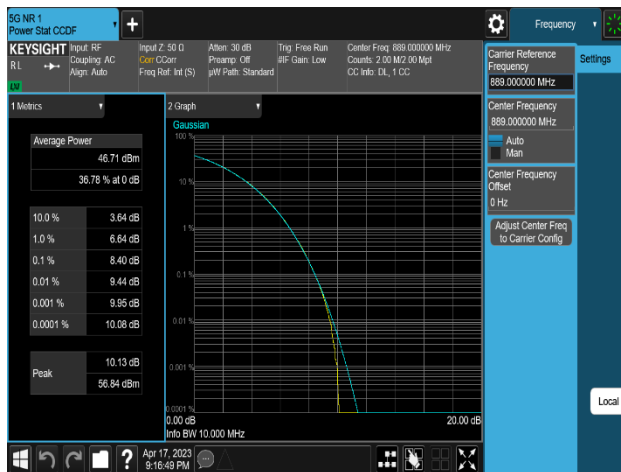 5G NR 1
Power Stat CCDF
Frequency
KEYSIGHT
RL
Input: RF
Coupling: AC
Align: Auto
Input Z: 50 Ω
Corr CCorr
Freq Ref: Int (S)
Atten: 30 dB
Preamp: Off
µW Path: Standard
Trig: Free Run
#IF Gain: Low
Center Freq: 889.000000 MHz
Counts: 2.00 M/2.00 Mpt
CC Info: DL, 1 CC
1 Metrics
Average Power
46.71 dBm
36.78 % at 0 dB
10.0 % 3.64 dB
1.0 % 6.64 dB
0.1 % 8.40 dB
0.01 % 9.44 dB
0.001 % 9.95 dB
0.0001 % 10.08 dB
Peak
10.13 dB
56.84 dBm
2 Graph
Gaussian
100 %
10 %
1 %
0.1 %
0.01 %
0.001 %
0.0001 %
0.00 dB 20.00 dB
Info BW 10.000 MHz
Carrier Reference
Frequency
889.000000 MHz
Center Frequency
889.000000 MHz
Auto
Man
Center Frequency
Offset
0 Hz
Adjust Center Freq
to Carrier Config
Settings
Local
Apr 17, 2023
9:16:49 PM